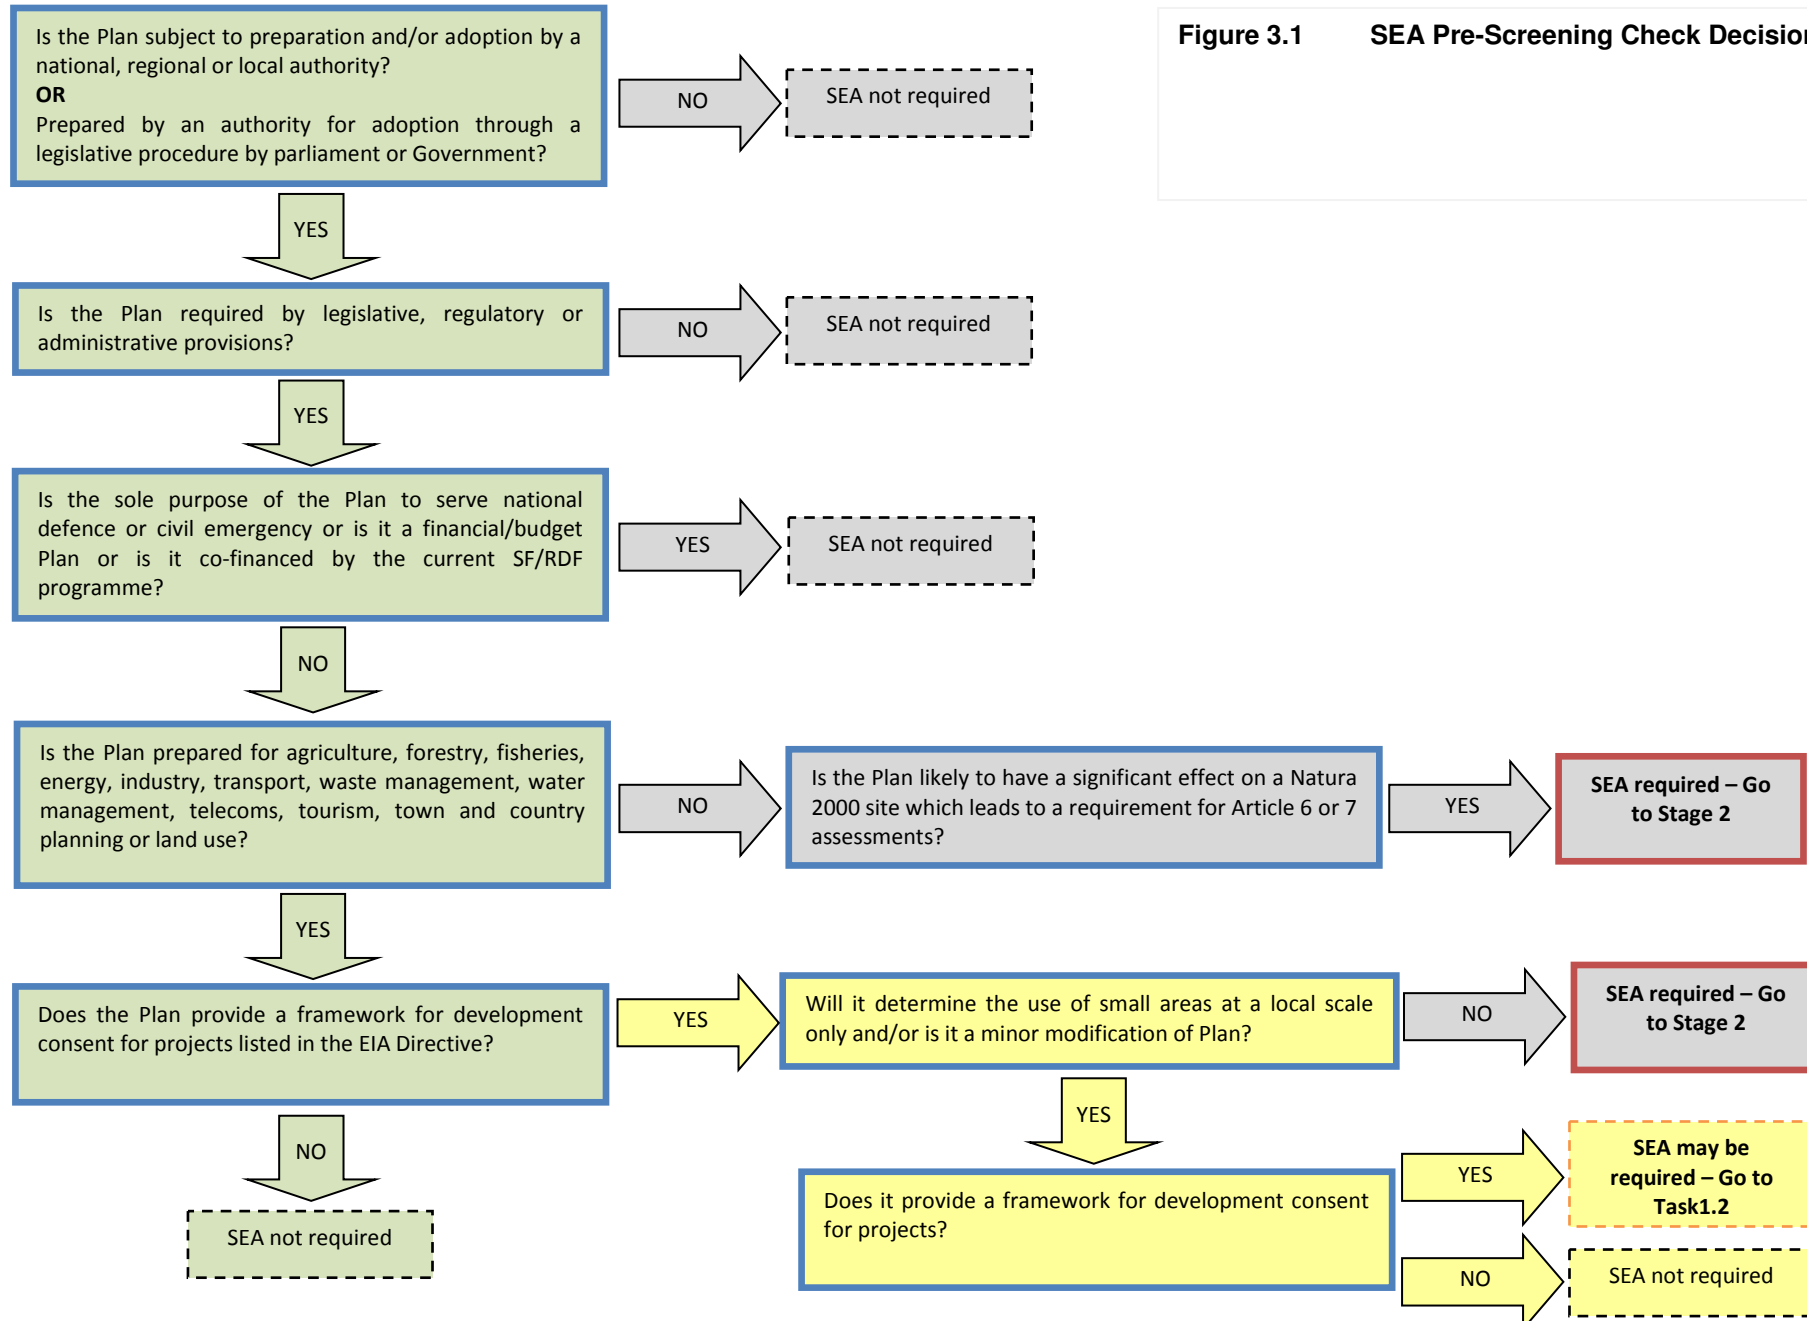 Figure 3.1 SEA Pre-Screening Check Decision
Is the Plan subject to preparation and/or adoption by a
national, regional or local authority?
OR
Prepared by an authority for adoption through a
legislative procedure by parliament or Government?
NO
SEA not required
YES
Is the Plan required by legislative, regulatory or
administrative provisions?
NO
SEA not required
YES
Is the sole purpose of the Plan to serve national
defence or civil emergency or is it a financial/budget
Plan or is it co-financed by the current SF/RDF
programme?
YES
SEA not required
NO
Is the Plan prepared for agriculture, forestry, fisheries,
energy, industry, transport, waste management, water
management, telecoms, tourism, town and country
planning or land use?
NO
Is the Plan likely to have a significant effect on a Natura
2000 site which leads to a requirement for Article 6 or 7
assessments?
YES
SEA required – Go
to Stage 2
YES
Does the Plan provide a framework for development
consent for projects listed in the EIA Directive?
YES
Will it determine the use of small areas at a local scale
only and/or is it a minor modification of Plan?
NO
SEA required – Go
to Stage 2
NO
SEA not required
YES
Does it provide a framework for development consent
for projects?
YES
SEA may be
required – Go to
Task1.2
NO
SEA not required